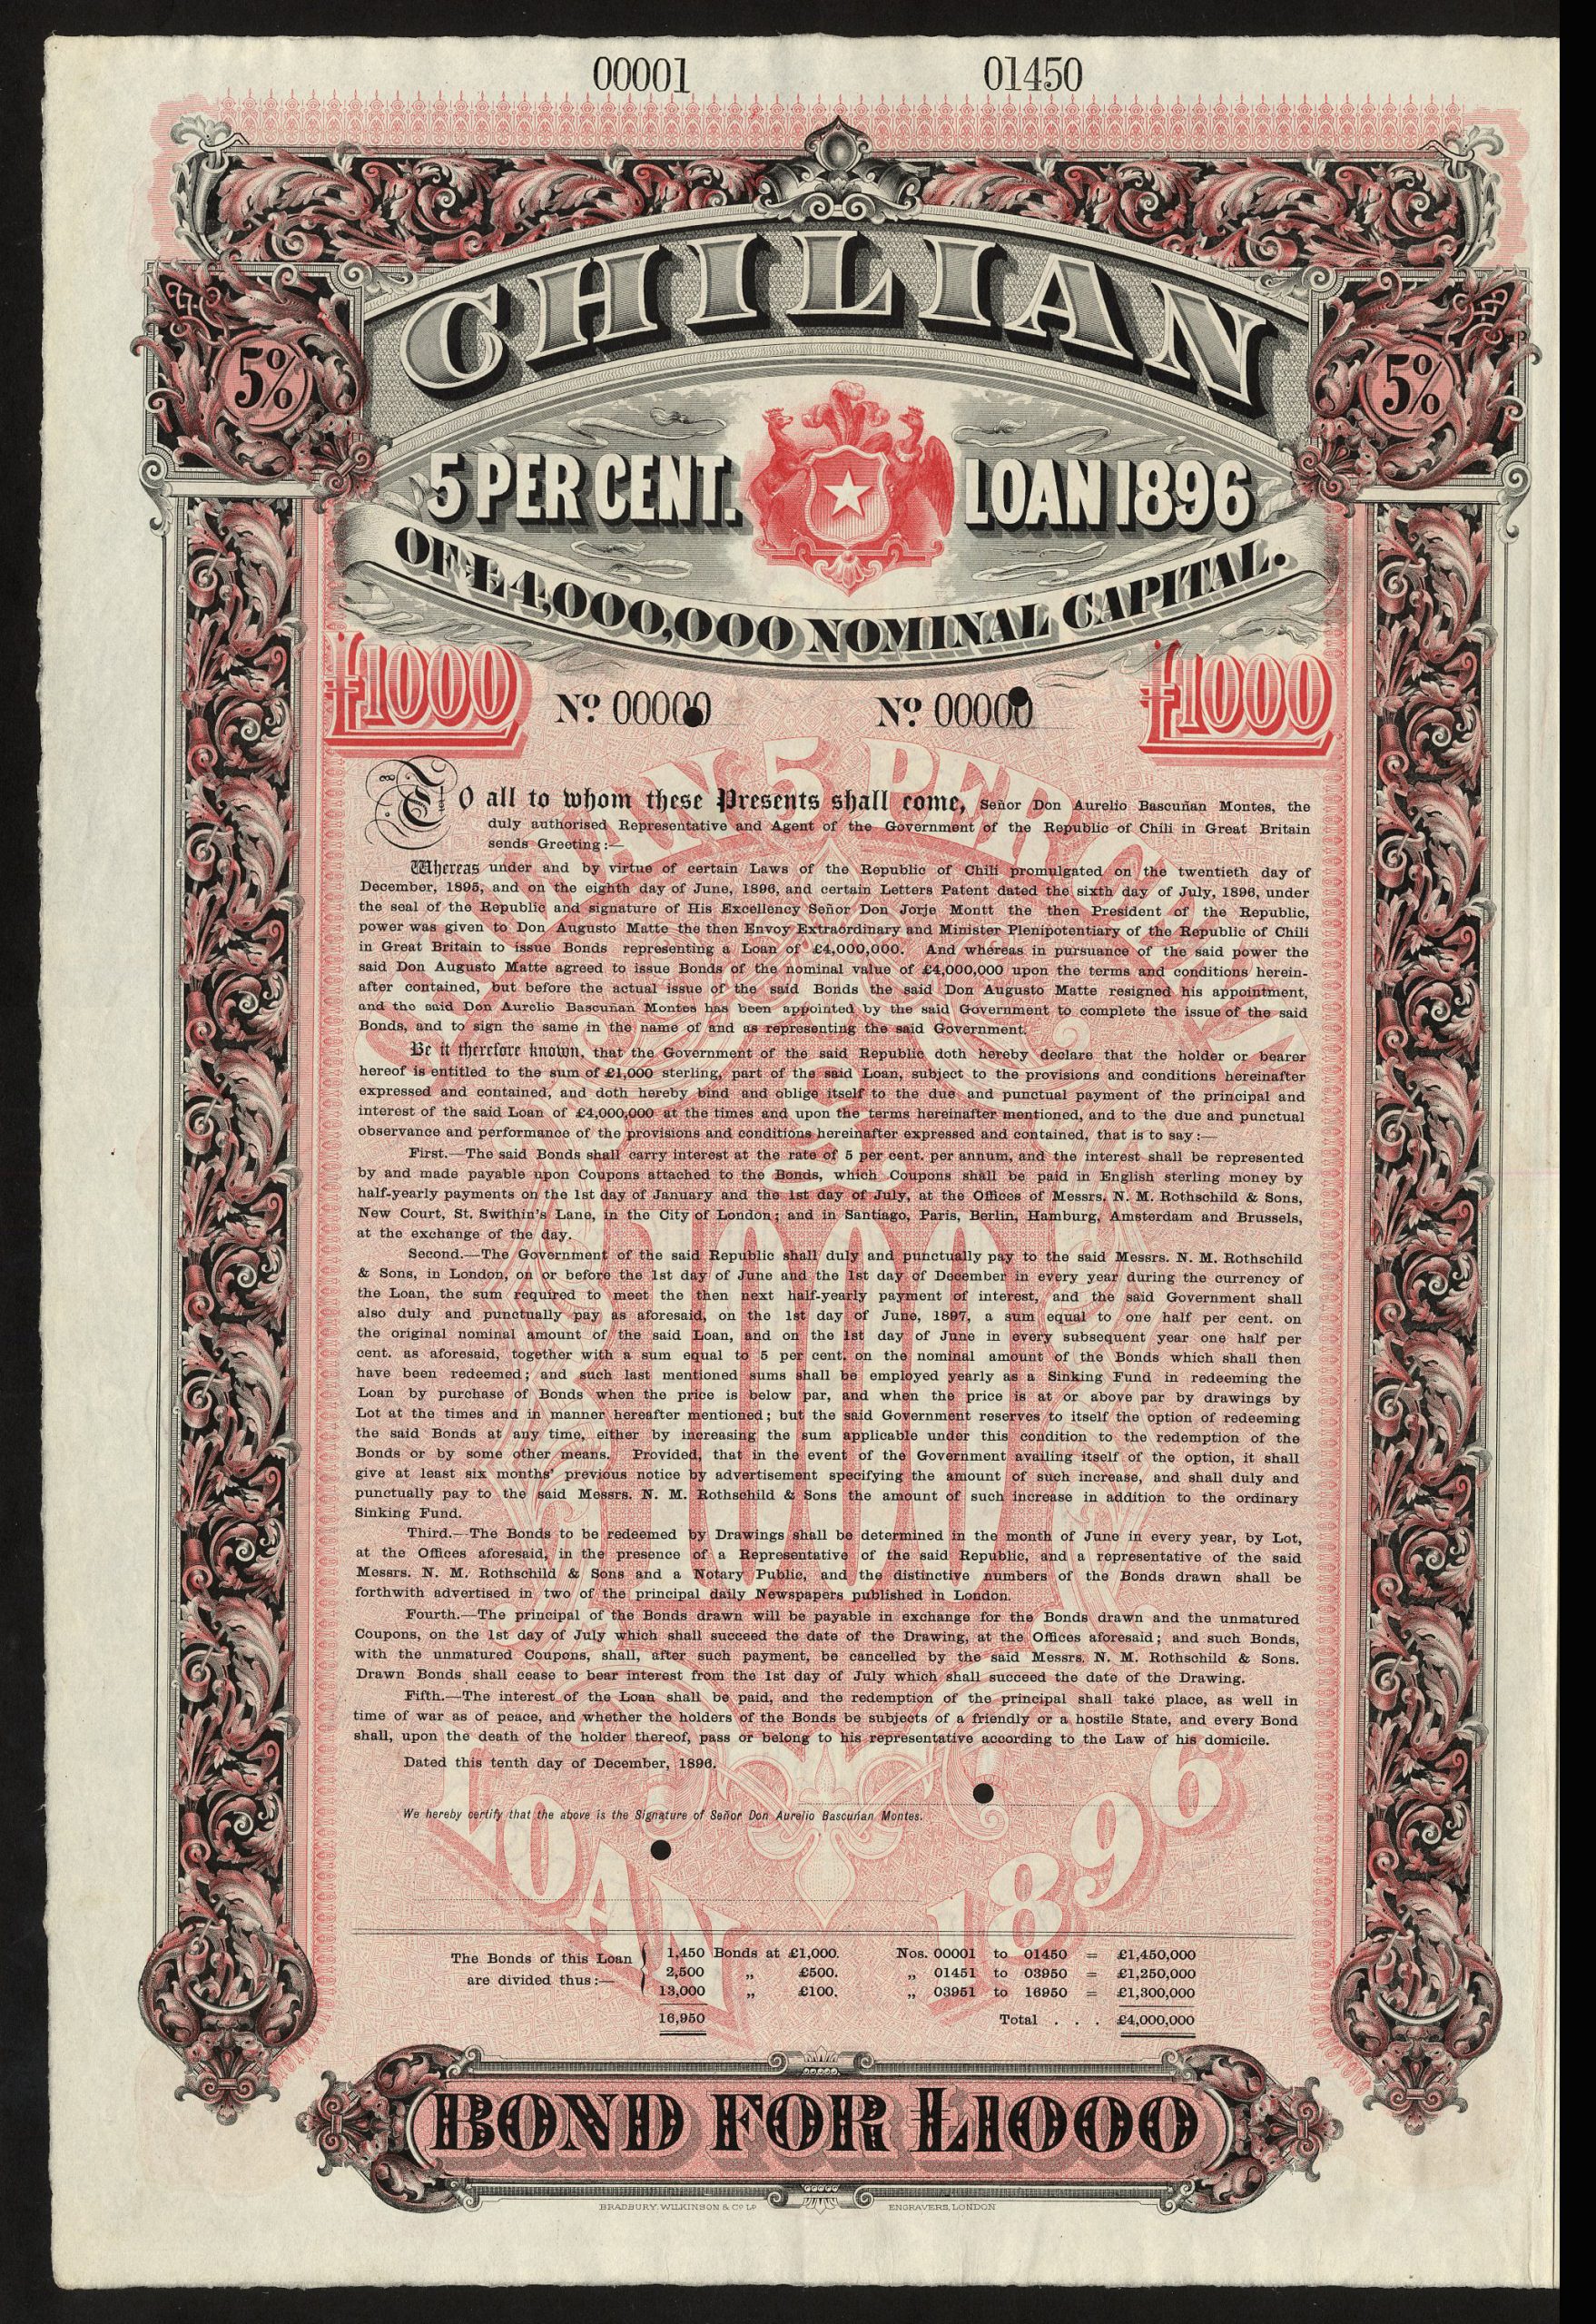 00001 01450
CHILIAN
5% 5%
5 PER CENT. LOAN 1896
OF £4,000,000 NOMINAL CAPITAL.
£1000 £1000
No. 00000 No. 00000
CHILIAN 5 PER CENT
TO all to whom these Presents shall come, Señor Don Aurelio Bascuñan Montes, the
duly authorised Representative and Agent of the Government of the Republic of Chili in Great Britain
sends Greeting:—
Whereas under and by virtue of certain Laws of the Republic of Chili promulgated on the twentieth day of
December, 1895, and on the eighth day of June, 1896, and certain Letters Patent dated the sixth day of July, 1896, under
the seal of the Republic and signature of His Excellency Señor Don Jorje Montt the then President of the Republic,
power was given to Don Augusto Matte the then Envoy Extraordinary and Minister Plenipotentiary of the Republic of Chili
in Great Britain to issue Bonds representing a Loan of £4,000,000. And whereas in pursuance of the said power the
said Don Augusto Matte agreed to issue Bonds of the nominal value of £4,000,000 upon the terms and conditions herein-
after contained, but before the actual issue of the said Bonds the said Don Augusto Matte resigned his appointment,
and the said Don Aurelio Bascuñan Montes has been appointed by the said Government to complete the issue of the said
Bonds, and to sign the same in the name of and as representing the said Government.
Be it therefore known, that the Government of the said Republic doth hereby declare that the holder or bearer
hereof is entitled to the sum of £1,000 sterling, part of the said Loan, subject to the provisions and conditions hereinafter
expressed and contained, and doth hereby bind and oblige itself to the due and punctual payment of the principal and
interest of the said Loan of £4,000,000 at the times and upon the terms hereinafter mentioned, and to the due and punctual
observance and performance of the provisions and conditions hereinafter expressed and contained, that is to say:—
First.—The said Bonds shall carry interest at the rate of 5 per cent. per annum, and the interest shall be represented
by and made payable upon Coupons attached to the Bonds, which Coupons shall be paid in English sterling money by
half-yearly payments on the 1st day of January and the 1st day of July, at the Offices of Messrs. N. M. Rothschild & Sons,
New Court, St. Swithin's Lane, in the City of London; and in Santiago, Paris, Berlin, Hamburg, Amsterdam and Brussels,
at the exchange of the day.
Second.—The Government of the said Republic shall duly and punctually pay to the said Messrs. N. M. Rothschild
& Sons, in London, on or before the 1st day of June and the 1st day of December in every year during the currency of
the Loan, the sum required to meet the then next half-yearly payment of interest, and the said Government shall
also duly and punctually pay as aforesaid, on the 1st day of June, 1897, a sum equal to one half per cent. on
the original nominal amount of the said Loan, and on the 1st day of June in every subsequent year one half per
cent. as aforesaid, together with a sum equal to 5 per cent. on the nominal amount of the Bonds which shall then
have been redeemed; and such last mentioned sums shall be employed yearly as a Sinking Fund in redeeming the
Loan by purchase of Bonds when the price is below par, and when the price is at or above par by drawings by
Lot at the times and in manner hereafter mentioned; but the said Government reserves to itself the option of redeeming
the said Bonds at any time, either by increasing the sum applicable under this condition to the redemption of the
Bonds or by some other means. Provided, that in the event of the Government availing itself of the option, it shall
give at least six months' previous notice by advertisement specifying the amount of such increase, and shall duly and
punctually pay to the said Messrs. N. M. Rothschild & Sons the amount of such increase in addition to the ordinary
Sinking Fund.
Third.—The Bonds to be redeemed by Drawings shall be determined in the month of June in every year, by Lot,
at the Offices aforesaid, in the presence of a Representative of the said Republic, and a representative of the said
Messrs. N. M. Rothschild & Sons and a Notary Public, and the distinctive numbers of the Bonds drawn shall be
forthwith advertised in two of the principal daily Newspapers published in London.
Fourth.—The principal of the Bonds drawn will be payable in exchange for the Bonds drawn and the unmatured
Coupons, on the 1st day of July which shall succeed the date of the Drawing, at the Offices aforesaid; and such Bonds,
with the unmatured Coupons, shall, after such payment, be cancelled by the said Messrs. N. M. Rothschild & Sons.
Drawn Bonds shall cease to bear interest from the 1st day of July which shall succeed the date of the Drawing.
Fifth.—The interest of the Loan shall be paid, and the redemption of the principal shall take place, as well in
time of war as of peace, and whether the holders of the Bonds be subjects of a friendly or a hostile State, and every Bond
shall, upon the death of the holder thereof, pass or belong to his representative according to the Law of his domicile.
Dated this tenth day of December, 1896.
We hereby certify that the above is the Signature of Señor Don Aurelio Bascuñan Montes.
£1000
LOAN 1896
The Bonds of this Loan { 1,450 Bonds at £1,000. Nos. 00001 to 01450 = £1,450,000
are divided thus:— 2,500 „ £500. „ 01451 to 03950 = £1,250,000
13,000 „ £100. „ 03951 to 16950 = £1,300,000
16,950 Total . . . £4,000,000
BOND FOR £1000
BRADBURY, WILKINSON & Co. Ld. ENGRAVERS, LONDON